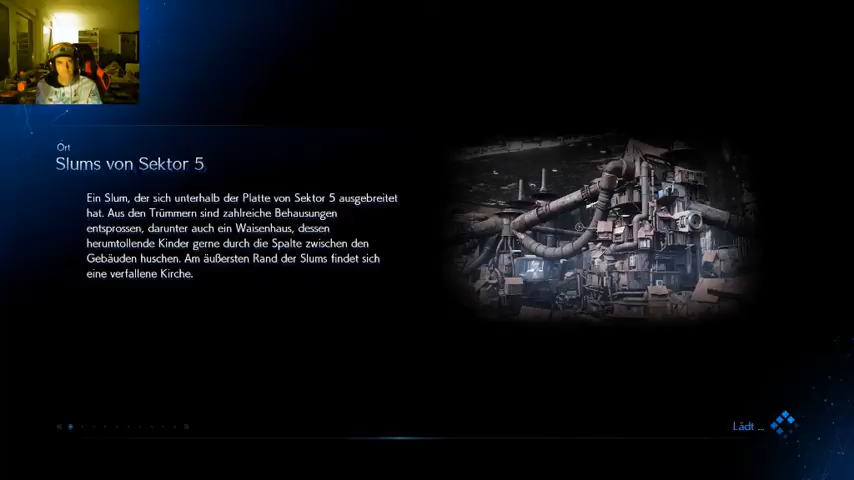 Ort
Slums von Sektor 5
Ein Slum, der sich unterhalb der Platte von Sektor 5 ausgebreitet
hat. Aus den Trümmern sind zahlreiche Behausungen
entsprossen, darunter auch ein Waisenhaus, dessen
herumtollende Kinder gerne durch die Spalte zwischen den
Gebäuden huschen. Am äußersten Rand der Slums findet sich
eine verfallene Kirche.
Lädt ...